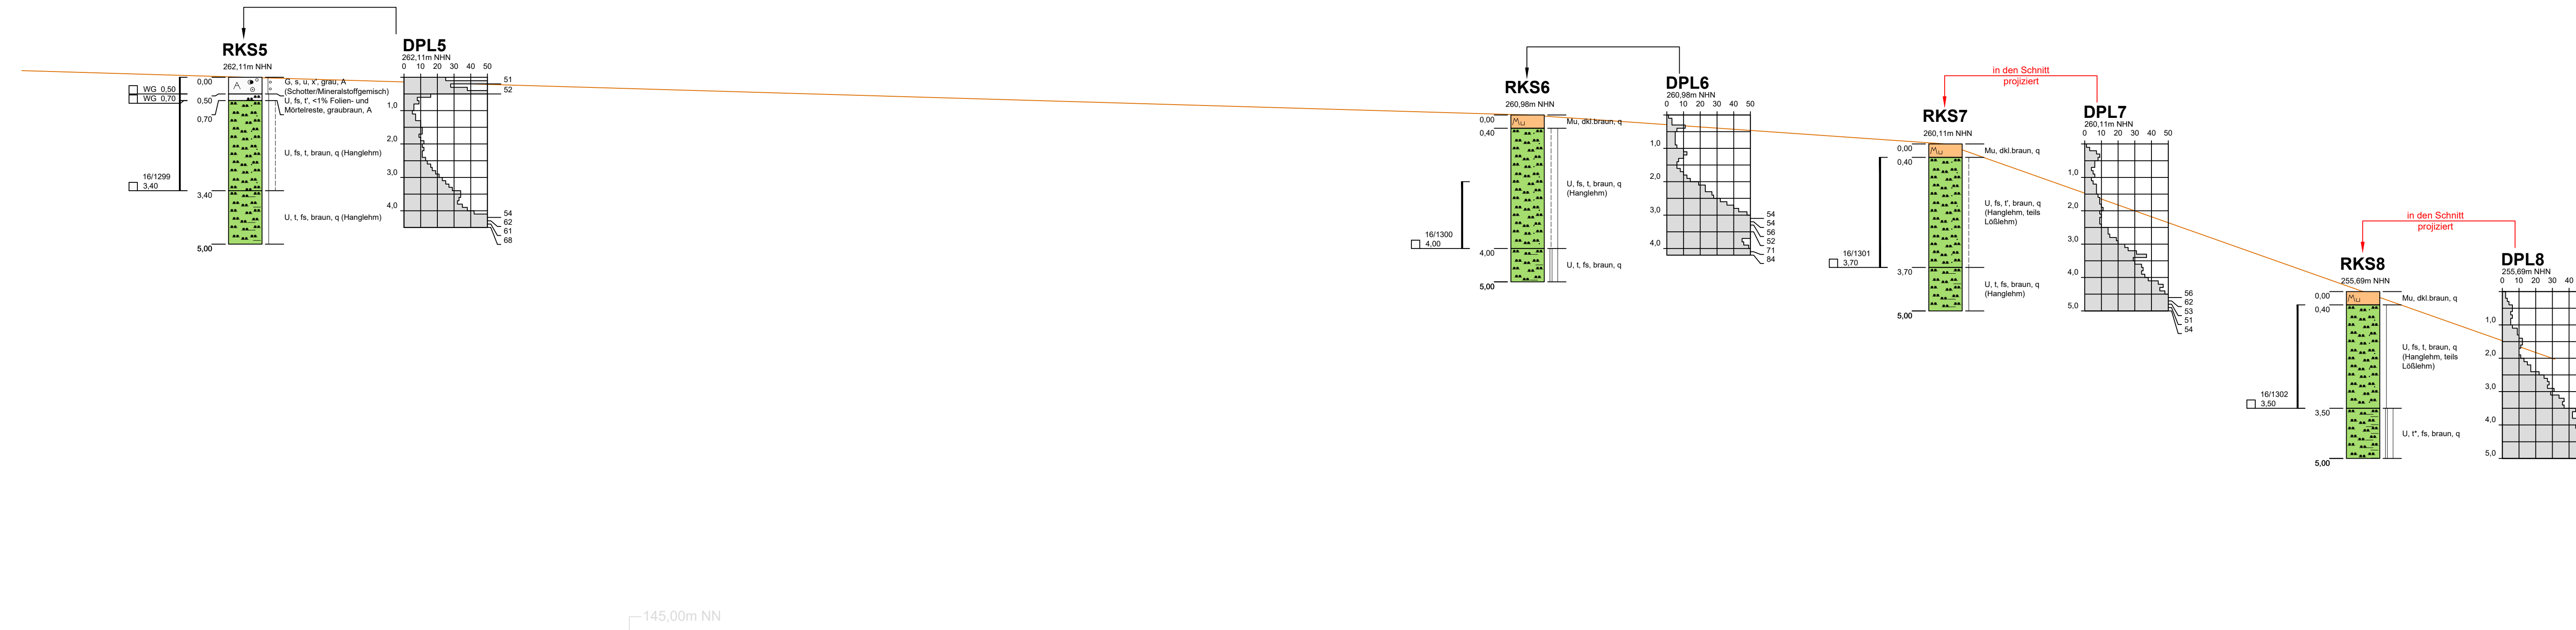 RKS5
262,11m NHN
0,00
0,50
0,70
3,40
5,00
WG 0,50
WG 0,70
16/1299
3,40
A
G, s, u, x', grau, A
(Schotter/Mineralstoffgemisch)
U, fs, t', <1% Folien- und
Mörtelreste, graubraun, A
U, fs, t, braun, q (Hanglehm)
U, t, fs, braun, q (Hanglehm)
DPL5
262,11m NHN
0 10 20 30 40 50
1,0
2,0
3,0
4,0
51
52
54
62
61
68
RKS6
260,98m NHN
0,00
0,40
4,00
5,00
16/1300
4,00
Mu
Mu, dkl.braun, q
U, fs, t, braun, q
(Hanglehm)
U, t, fs, braun, q
DPL6
260,98m NHN
0 10 20 30 40 50
1,0
2,0
3,0
4,0
54
54
56
52
71
84
in den Schnitt
projiziert
RKS7
260,11m NHN
0,00
0,40
3,70
5,00
16/1301
3,70
Mu
Mu, dkl.braun, q
U, fs, t', braun, q
(Hanglehm, teils
Lößlehm)
U, t, fs, braun, q
(Hanglehm)
DPL7
260,11m NHN
0 10 20 30 40 50
1,0
2,0
3,0
4,0
5,0
56
62
53
51
54
in den Schnitt
projiziert
RKS8
255,69m NHN
0,00
0,40
3,50
5,00
16/1302
3,50
Mu
Mu, dkl.braun, q
U, fs, t, braun, q
(Hanglehm, teils
Lößlehm)
U, t*, fs, braun, q
DPL8
255,69m NHN
0 10 20 30 40
1,0
2,0
3,0
4,0
5,0
145,00m NN